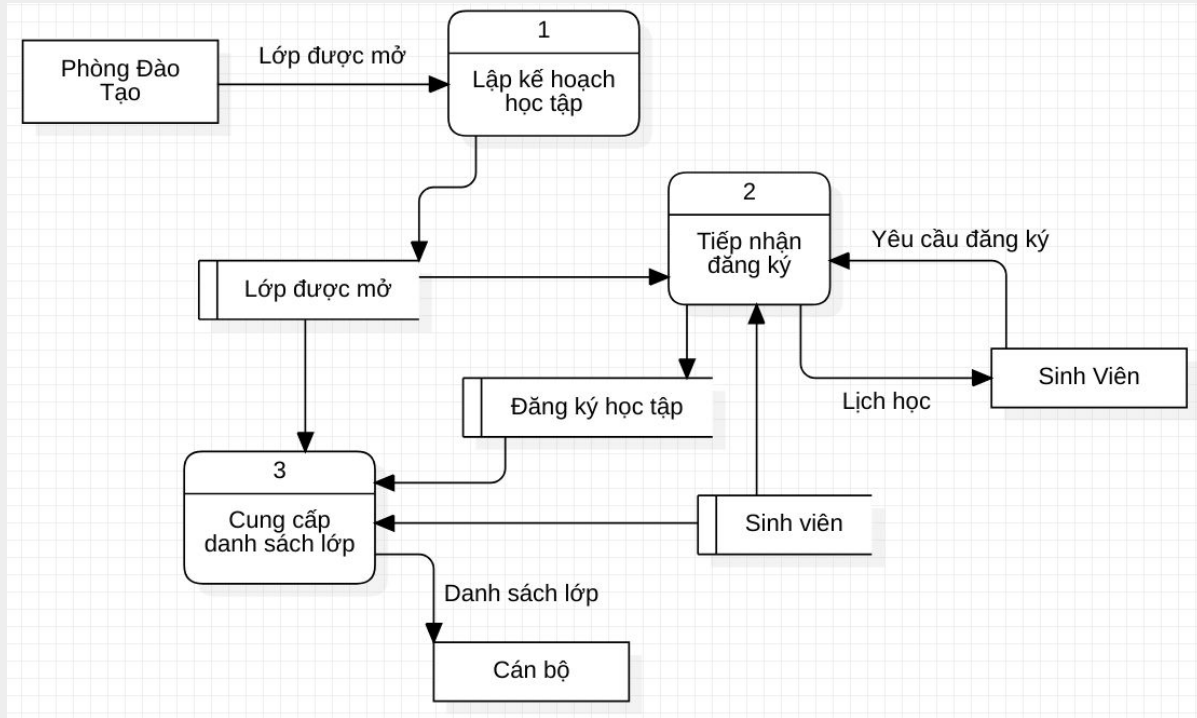 1
Lớp được mở
Phòng Đào
Tạo
Lập kế hoạch
học tập
2
Tiếp nhận
đăng ký
Yêu cầu đăng ký
Lớp được mở
Sinh Viên
Lịch học
Đăng ký học tập
3
Cung cấp
danh sách lớp
Sinh viên
Danh sách lớp
Cán bộ